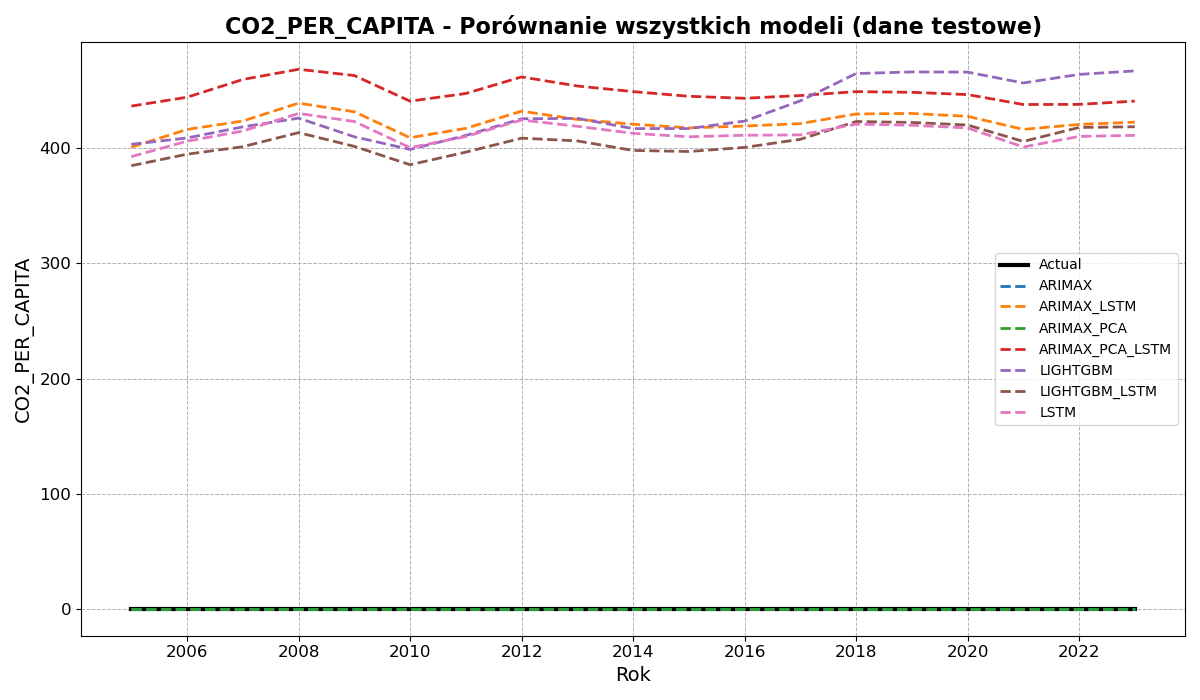 CO2_PER_CAPITA - Porównanie wszystkich modeli (dane testowe)
CO2_PER_CAPITA
400
300
200
100
0
Actual
ARIMAX
ARIMAX_LSTM
ARIMAX_PCA
ARIMAX_PCA_LSTM
LIGHTGBM
LIGHTGBM_LSTM
LSTM
2006 2008 2010 2012 2014 2016 2018 2020 2022
Rok